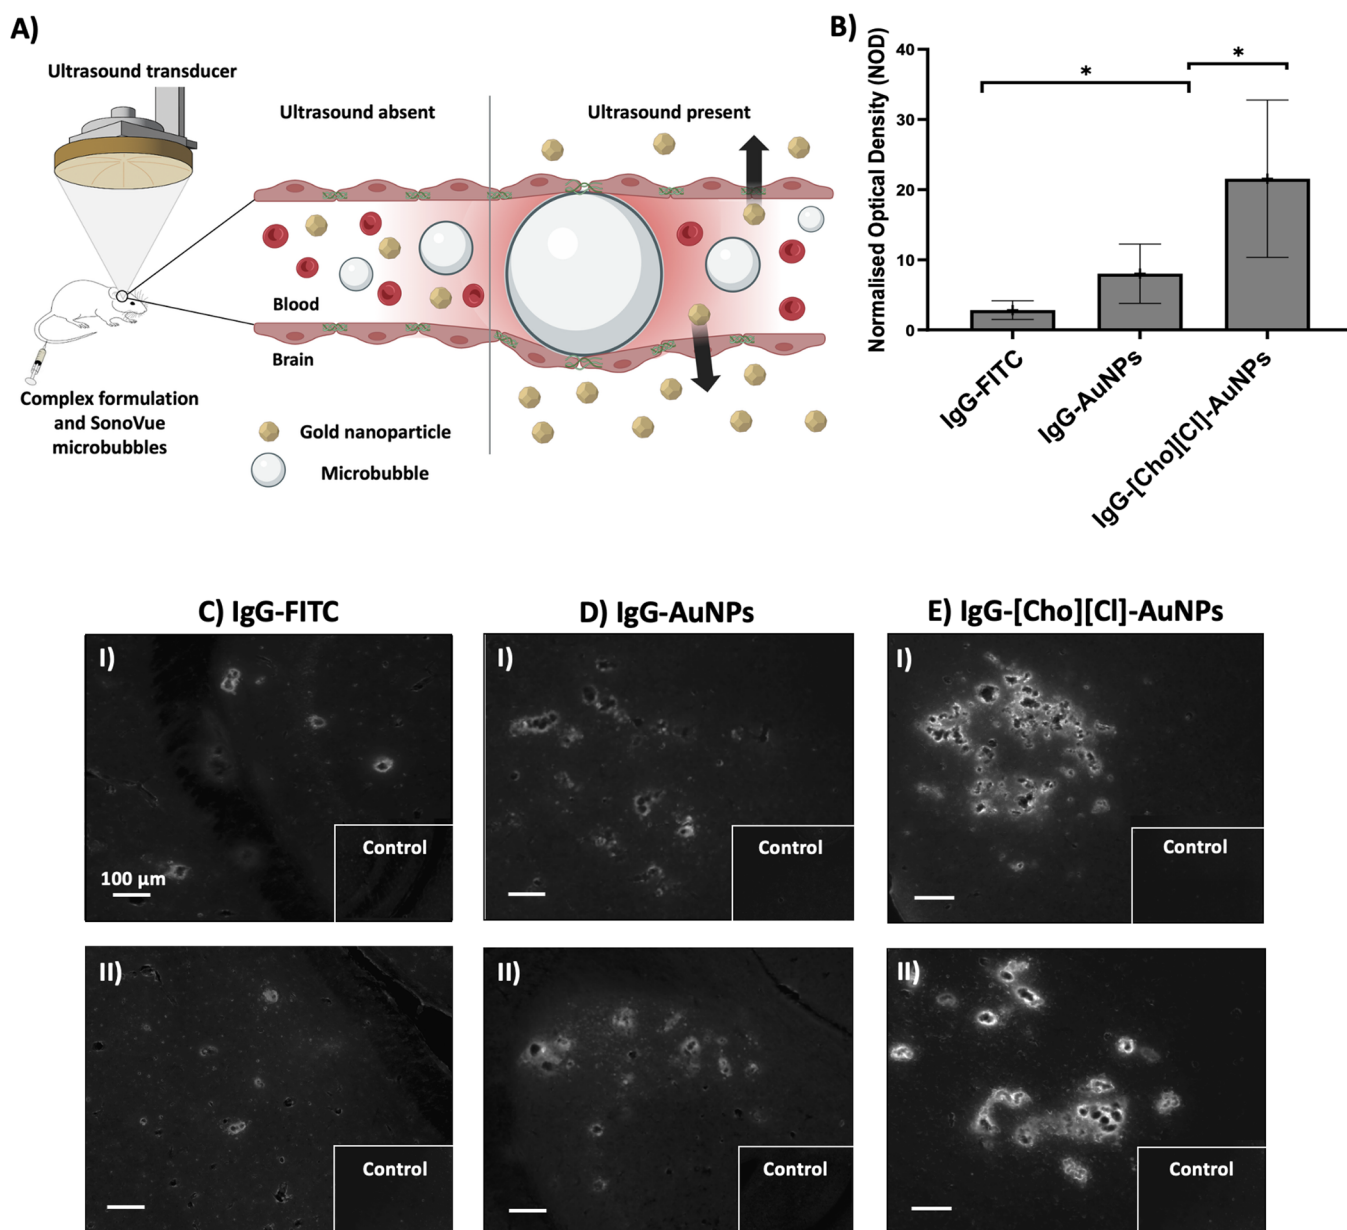 A)
Ultrasound transducer
Ultrasound absent
Ultrasound present
Blood
Brain
Complex formulation
and SonoVue
microbubbles
Gold nanoparticle
Microbubble
B)
Normalised Optical Density (NOD)
40
30
20
10
0
*
*
IgG-FITC
IgG-AuNPs
IgG-[Cho][Cl]-AuNPs
C) IgG-FITC
D) IgG-AuNPs
E) IgG-[Cho][Cl]-AuNPs
I)
100 μm
Control
I)
Control
I)
Control
II)
Control
II)
Control
II)
Control